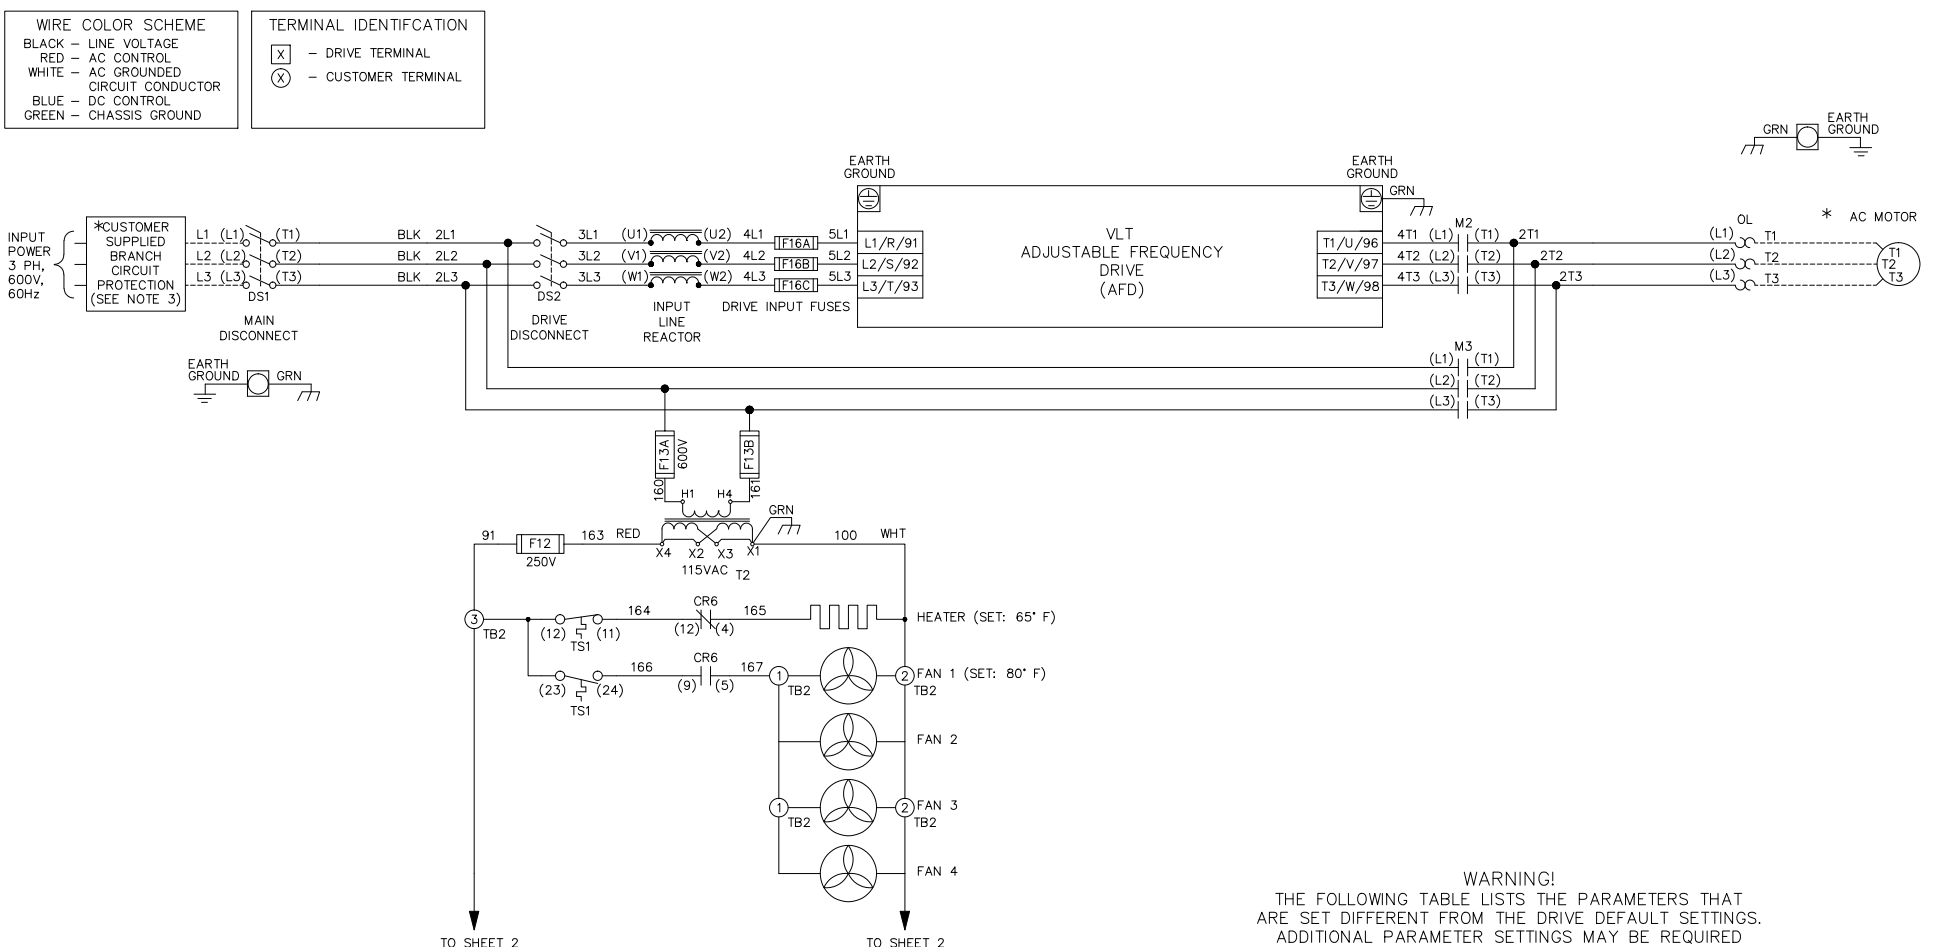 WIRE COLOR SCHEME
BLACK – LINE VOLTAGE
RED – AC CONTROL
WHITE – AC GROUNDED
CIRCUIT CONDUCTOR
BLUE – DC CONTROL
GREEN – CHASSIS GROUND
TERMINAL IDENTIFCATION
X – DRIVE TERMINAL
X – CUSTOMER TERMINAL
GRN
EARTH
GROUND
INPUT
POWER
3 PH,
600V,
60Hz
*CUSTOMER
SUPPLIED
BRANCH
CIRCUIT
PROTECTION
(SEE NOTE 3)
L1 (L1) (T1)
L2 (L2) (T2)
L3 (L3) (T3)
DS1
MAIN
DISCONNECT
EARTH
GROUND
GRN
BLK 2L1
BLK 2L2
BLK 2L3
DS2
DRIVE
DISCONNECT
3L1 (U1) (U2) 4L1 F16A 5L1
3L2 (V1) (V2) 4L2 F16B 5L2
3L3 (W1) (W2) 4L3 F16C 5L3
INPUT
LINE
REACTOR
DRIVE INPUT FUSES
EARTH
GROUND
L1/R/91
L2/S/92
L3/T/93
VLT
ADJUSTABLE FREQUENCY
DRIVE
(AFD)
EARTH
GROUND
GRN
T1/U/96
T2/V/97
T3/W/98
M2
4T1 (L1) (T1) 2T1
4T2 (L2) (T2) 2T2
4T3 (L3) (T3) 2T3
OL
(L1) T1
(L2) T2
(L3) T3
* AC MOTOR
T1
T2
T3
M3
(L1) (T1)
(L2) (T2)
(L3) (T3)
F13A
600V
F13B
160
161
H1 H4
GRN
91 F12 163 RED
250V
X4 X2 X3 X1
115VAC T2
100 WHT
3
TB2
(12) (11)
TS1
164
CR6
(12) (4)
165
HEATER (SET: 65° F)
(23) (24)
TS1
166
CR6
(9) (5)
167
1
TB2
2
TB2
FAN 1 (SET: 80° F)
FAN 2
1
TB2
2
TB2
FAN 3
FAN 4
TO SHEET 2
TO SHEET 2
WARNING!
THE FOLLOWING TABLE LISTS THE PARAMETERS THAT
ARE SET DIFFERENT FROM THE DRIVE DEFAULT SETTINGS.
ADDITIONAL PARAMETER SETTINGS MAY BE REQUIRED